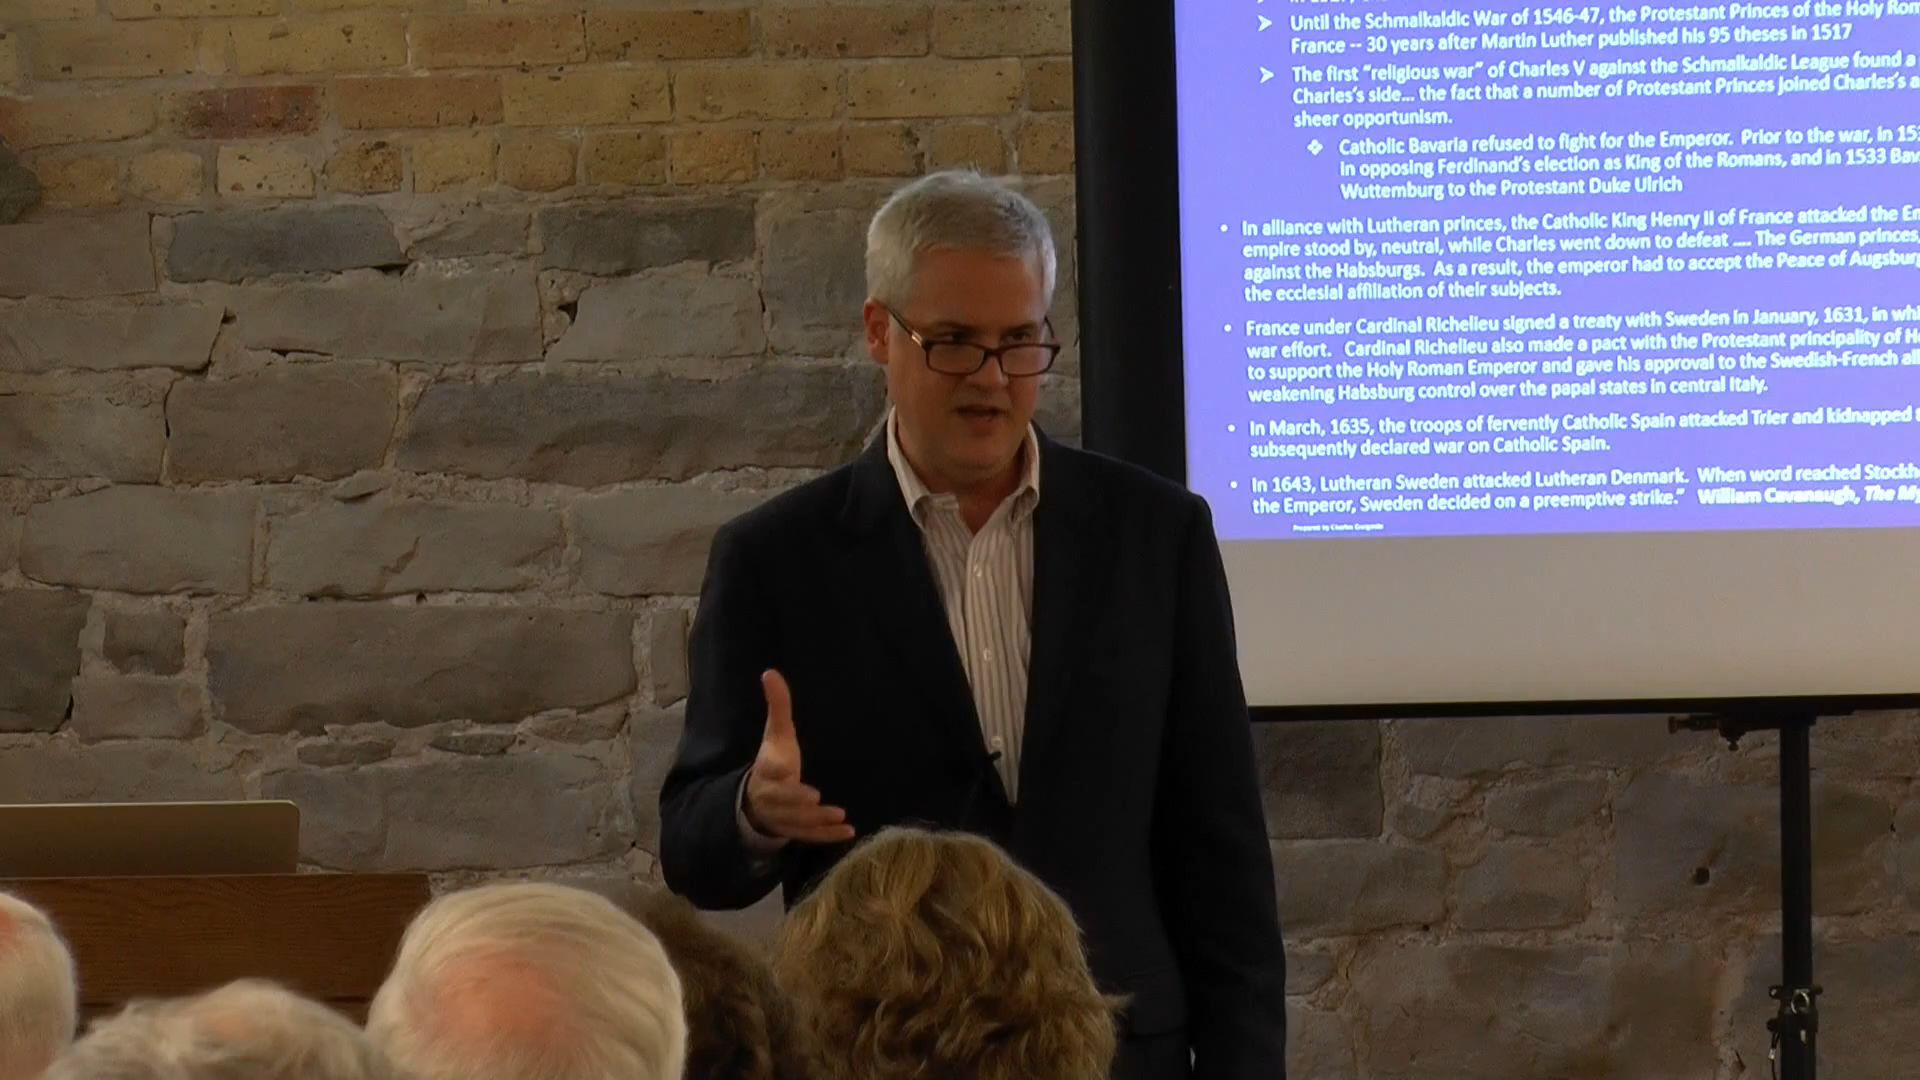 Until the Schmalkaldic War of 1546-47, the Protestant Princes of the Holy Rom
France -- 30 years after Martin Luther published his 95 theses in 1517
The first "religious war" of Charles V against the Schmalkaldic League found a
Charles's side... the fact that a number of Protestant Princes joined Charles's a
sheer opportunism.
Catholic Bavaria refused to fight for the Emperor. Prior to the war, in 153
in opposing Ferdinand's election as King of the Romans, and in 1533 Bav
Wuttemburg to the Protestant Duke Ulrich
In alliance with Lutheran princes, the Catholic King Henry II of France attacked the Em
empire stood by, neutral, while Charles went down to defeat .... The German princes,
against the Habsburgs. As a result, the emperor had to accept the Peace of Augsburg
the ecclesial affiliation of their subjects.
France under Cardinal Richelieu signed a treaty with Sweden in January, 1631, in whi
war effort. Cardinal Richelieu also made a pact with the Protestant principality of He
to support the Holy Roman Emperor and gave his approval to the Swedish-French all
weakening Habsburg control over the papal states in central Italy.
In March, 1635, the troops of fervently Catholic Spain attacked Trier and kidnapped t
subsequently declared war on Catholic Spain.
In 1643, Lutheran Sweden attacked Lutheran Denmark. When word reached Stockh
the Emperor, Sweden decided on a preemptive strike." William Cavanaugh, The My
Prepared by Charles